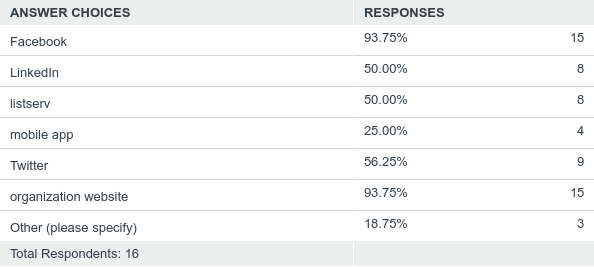 ANSWER CHOICES RESPONSES
Facebook 93.75% 15
LinkedIn 50.00% 8
listserv 50.00% 8
mobile app 25.00% 4
Twitter 56.25% 9
organization website 93.75% 15
Other (please specify) 18.75% 3
Total Respondents: 16